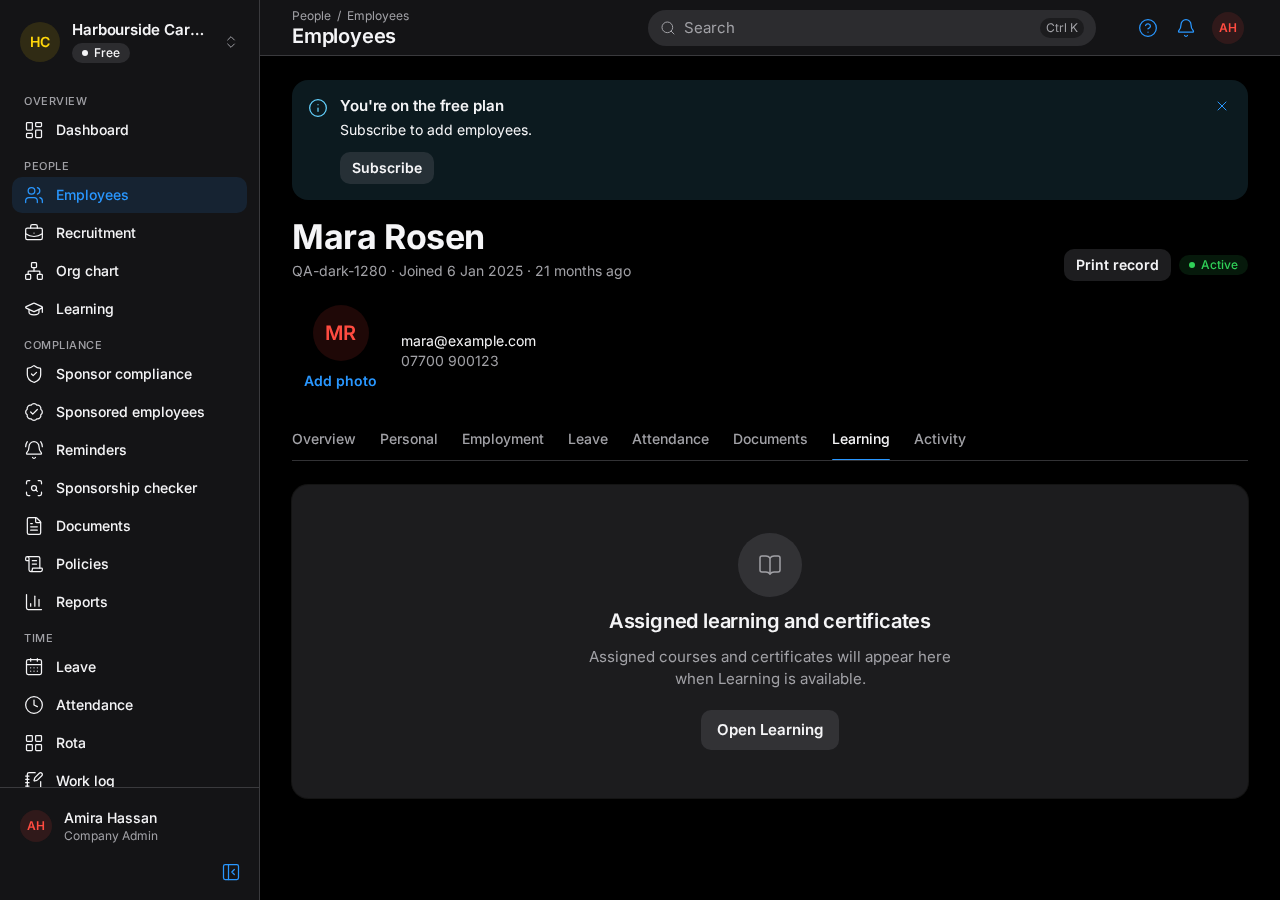 HC
Harbourside Car...
Free
People / Employees
Employees
Search
Ctrl K
AH
OVERVIEW
Dashboard
PEOPLE
Employees
Recruitment
Org chart
Learning
COMPLIANCE
Sponsor compliance
Sponsored employees
Reminders
Sponsorship checker
Documents
Policies
Reports
TIME
Leave
Attendance
Rota
Work log
AH
Amira Hassan
Company Admin
You're on the free plan
Subscribe to add employees.
Subscribe
Mara Rosen
QA-dark-1280 · Joined 6 Jan 2025 · 21 months ago
Print record
Active
MR
Add photo
mara@example.com
07700 900123
Overview Personal Employment Leave Attendance Documents Learning Activity
Assigned learning and certificates
Assigned courses and certificates will appear here
when Learning is available.
Open Learning